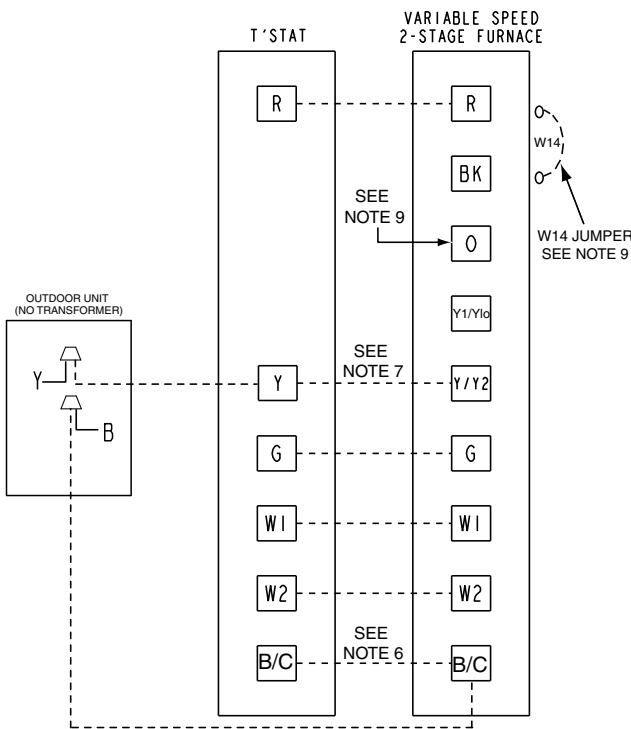 T'STAT
VARIABLE SPEED
2-STAGE FURNACE
R
R
W14
BK
SEE
NOTE 9
O
W14 JUMPER
SEE NOTE 9
OUTDOOR UNIT
(NO TRANSFORMER)
Y1/Ylo
Y
Y
SEE
NOTE 7
Y/Y2
B
G
G
W1
W1
W2
W2
B/C
SEE
NOTE 6
B/C